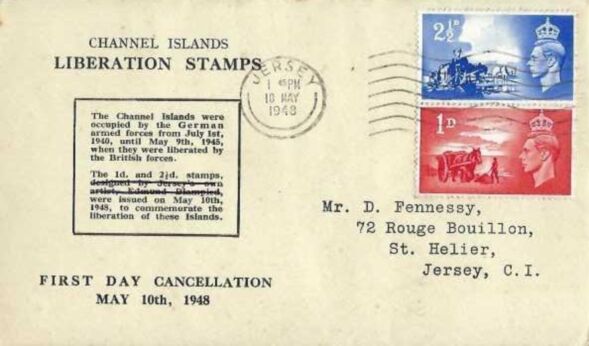 CHANNEL ISLANDS
LIBERATION STAMPS
The Channel Islands were
occupied by the German
armed forces from July 1st,
1940, until May 9th, 1945,
when they were liberated by
the British forces.
The 1d. and 2½d. stamps,
designed by Jersey's own
artist, Edmund Blampied,
were issued on May 10th,
1948, to commemorate the
liberation of these Islands.
FIRST DAY CANCELLATION
MAY 10th, 1948
JERSEY
1 45PM
10 MAY
1948
2½D
1D
Mr. D. Fennessy,
72 Rouge Bouillon,
St. Helier,
Jersey, C.I.